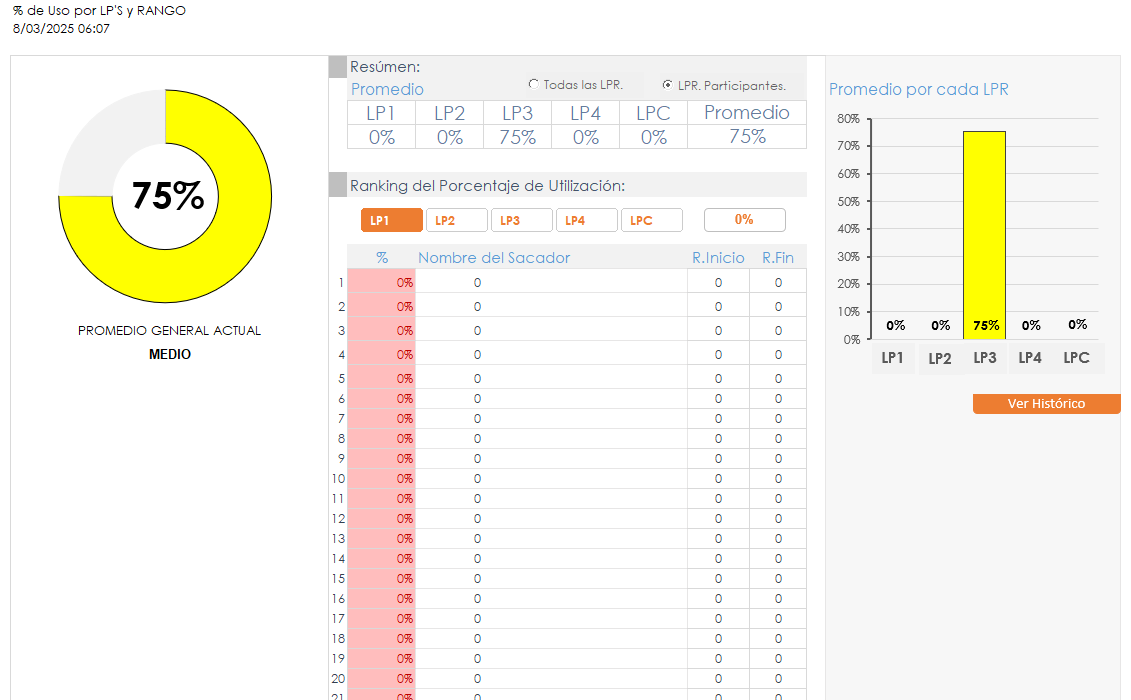 % de Uso por LP'S y RANGO
8/03/2025 06:07
75%
PROMEDIO GENERAL ACTUAL
MEDIO
Resúmen:
Todas las LPR. LPR. Participantes.
Promedio
LP1 LP2 LP3 LP4 LPC Promedio
0% 0% 75% 0% 0% 75%
Ranking del Porcentaje de Utilización:
LP1 LP2 LP3 LP4 LPC 0%
% Nombre del Sacador R.Inicio R.Fin
1 0% 0 0 0
2 0% 0 0 0
3 0% 0 0 0
4 0% 0 0 0
5 0% 0 0 0
6 0% 0 0 0
7 0% 0 0 0
8 0% 0 0 0
9 0% 0 0 0
10 0% 0 0 0
11 0% 0 0 0
12 0% 0 0 0
13 0% 0 0 0
14 0% 0 0 0
15 0% 0 0 0
16 0% 0 0 0
17 0% 0 0 0
18 0% 0 0 0
19 0% 0 0 0
20 0% 0 0 0
21 0% 0 0 0
Promedio por cada LPR
80%
70%
60%
50%
40%
30%
20%
10%
0%
0% 0% 75% 0% 0%
LP1 LP2 LP3 LP4 LPC
Ver Histórico